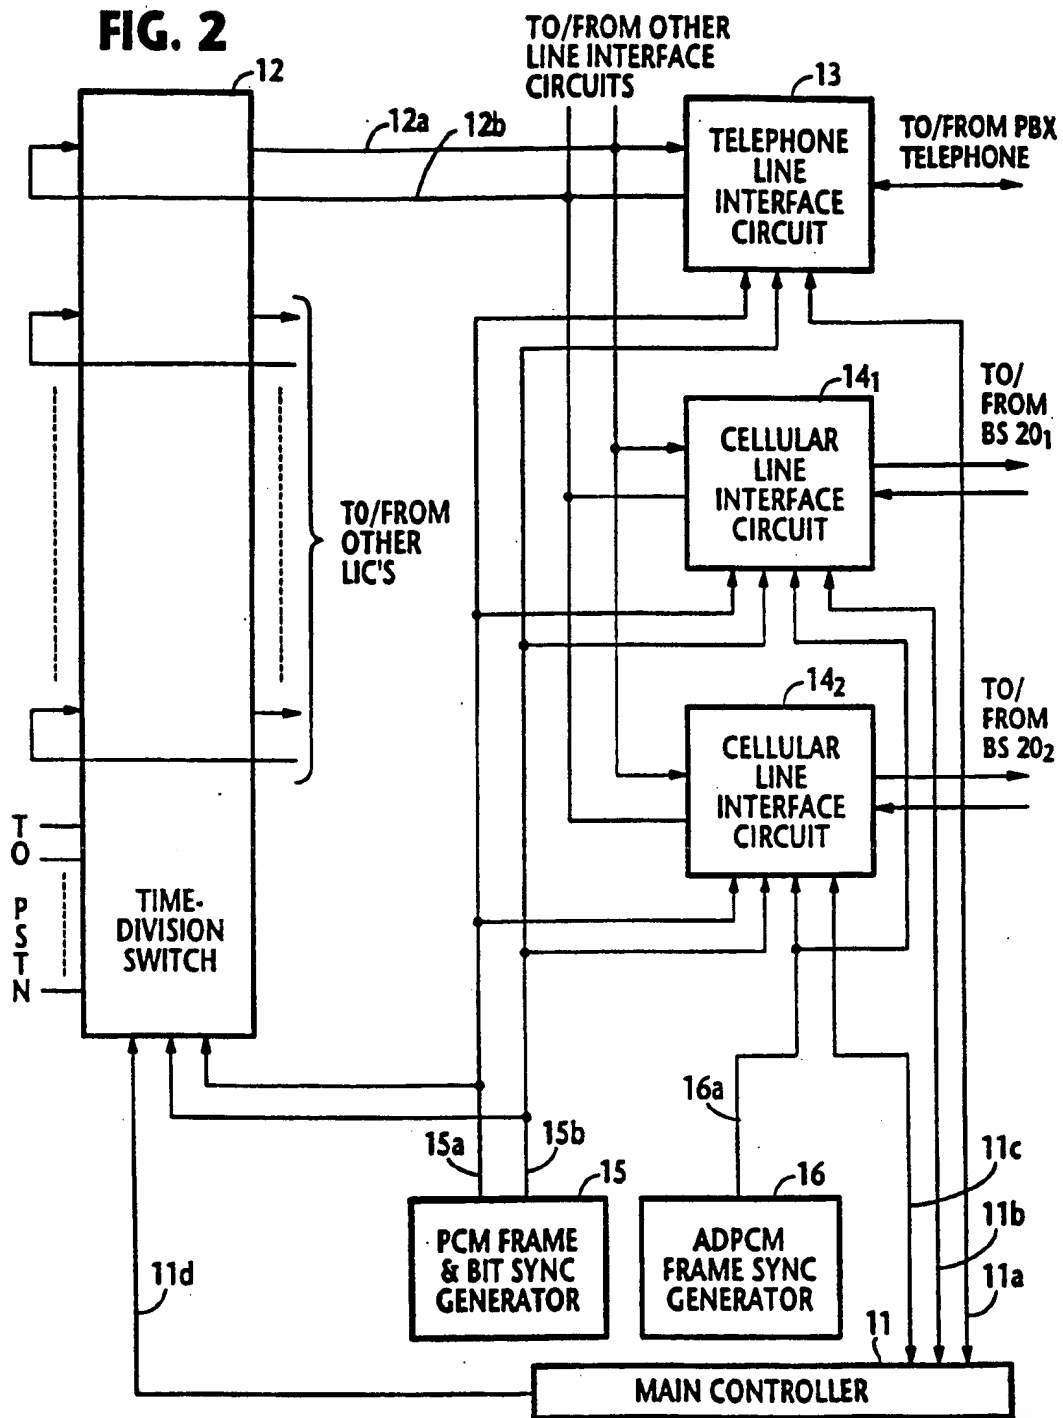 FIG. 2
TO/FROM OTHER
LINE INTERFACE
CIRCUITS
12
12a
12b
13
TELEPHONE
LINE
INTERFACE
CIRCUIT
TO/FROM PBX
TELEPHONE
14₁
CELLULAR
LINE
INTERFACE
CIRCUIT
TO/
FROM
BS 20₁
TO/FROM
OTHER
LIC'S
14₂
CELLULAR
LINE
INTERFACE
CIRCUIT
TO/
FROM
BS 20₂
TO PSTN
TIME-
DIVISION
SWITCH
16a
15a
15b
15
16
11c
11b
11a
11d
PCM FRAME
& BIT SYNC
GENERATOR
ADPCM
FRAME SYNC
GENERATOR
11
MAIN CONTROLLER